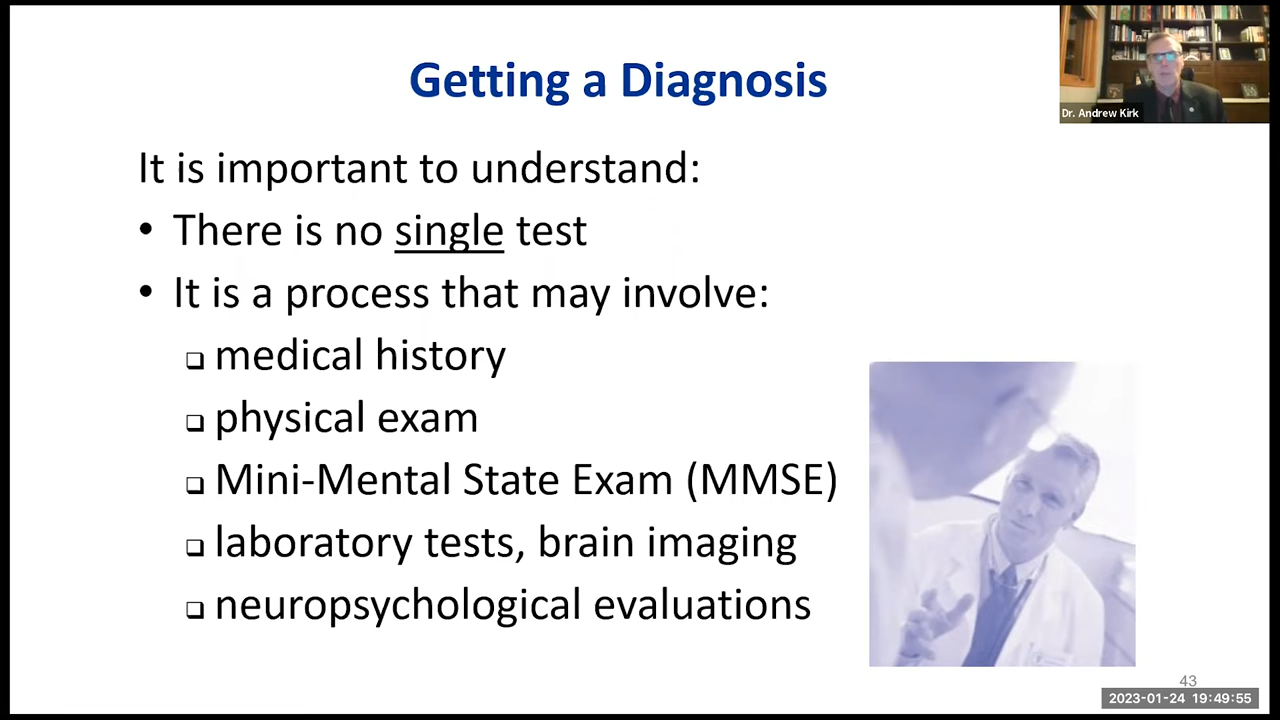 Getting a Diagnosis
Dr. Andrew Kirk
It is important to understand:
• There is no single test
• It is a process that may involve:
❑ medical history
❑ physical exam
❑ Mini-Mental State Exam (MMSE)
❑ laboratory tests, brain imaging
❑ neuropsychological evaluations
43
2023-01-24 19:49:55